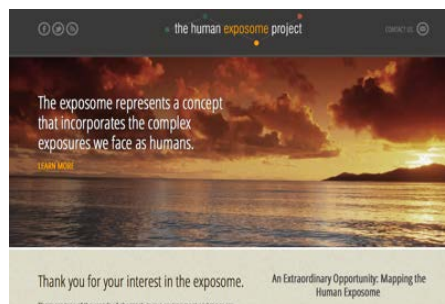 the human exposome project
CONTACT US
The exposome represents a concept
that incorporates the complex
exposures we face as humans.
LEARN MORE
Thank you for your interest in the exposome.
An Extraordinary Opportunity: Mapping the
Human Exposome